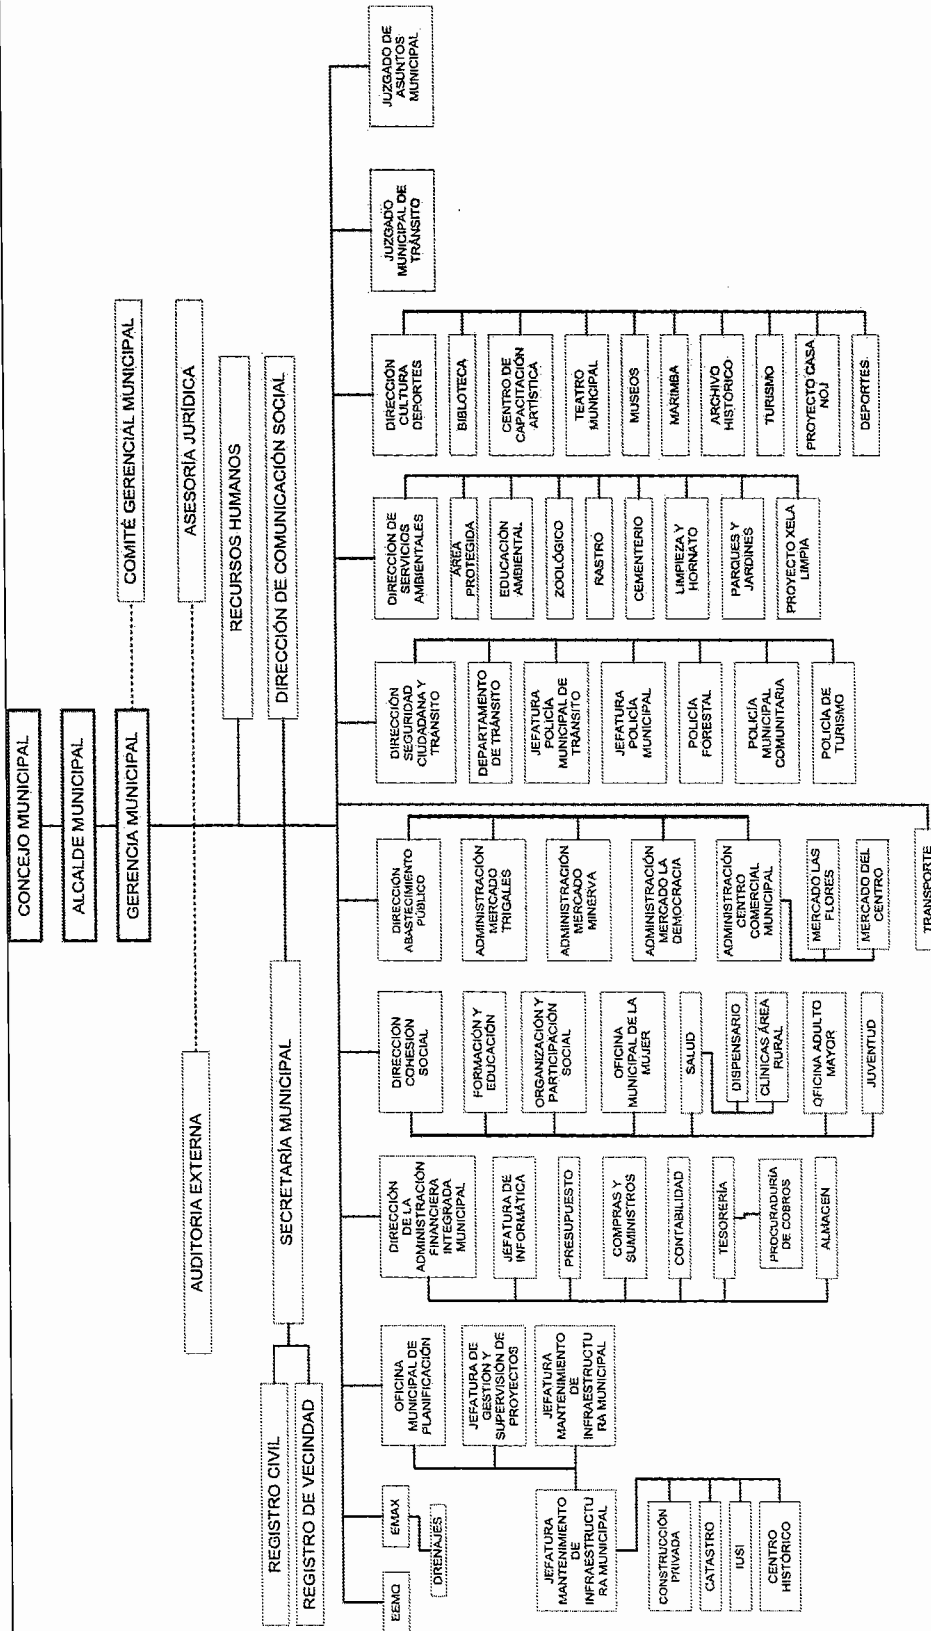 CONCEJO MUNICIPAL
ALCALDE MUNICIPAL
GERENCIA MUNICIPAL
COMITÉ GERENCIAL MUNICIPAL
AUDITORIA EXTERNA
ASESORÍA JURÍDICA
RECURSOS HUMANOS
SECRETARÍA MUNICIPAL
DIRECCIÓN DE COMUNICACIÓN SOCIAL
REGISTRO CIVIL
REGISTRO DE VECINDAD
EEMQ
EMAX
DRENAJES
OFICINA
MUNICIPAL DE
PLANIFICACIÓN
JEFATURA DE
GESTIÓN Y
SUPERVISIÓN DE
PROYECTOS
JEFATURA
MANTENIMIENTO
DE
INFRAESTRUCTU
RA MUNICIPAL
JEFATURA
MANTENIMIENTO
DE
INFRAESTRUCTU
RA MUNICIPAL
CONSTRUCCIÓN
PRIVADA
CATASTRO
IUSI
CENTRO
HISTÓRICO
DIRECCIÓN
DE LA
ADMINISTRACIÓN
FINANCIERA
INTEGRADA
MUNICIPAL
JEFATURA DE
INFORMÁTICA
PRESUPUESTO
COMPRAS Y
SUMINISTROS
CONTABILIDAD
TESORERÍA
PROCURADURÍA
DE COBROS
ALMACEN
DIRECCIÓN
COHESIÓN
SOCIAL
FORMACIÓN Y
EDUCACIÓN
ORGANIZACIÓN Y
PARTICIPACIÓN
SOCIAL
OFICINA
MUNICIPAL DE LA
MUJER
SALUD
DISPENSARIO
CLÍNICAS ÁREA
RURAL
OFICINA ADULTO
MAYOR
JUVENTUD
DIRECCIÓN
ABASTECIMIENTO
PÚBLICO
ADMINISTRACIÓN
MERCADO
TRIGALES
ADMINISTRACIÓN
MERCADO
MINERVA
ADMINISTRACIÓN
MERCADO LA
DEMOCRACIA
ADMINISTRACIÓN
CENTRO
COMERCIAL
MUNICIPAL
MERCADO LAS
FLORES
MERCADO DEL
CENTRO
TRANSPORTE
DIRECCIÓN
SEGURIDAD
CIUDADANA Y
TRANSITO
DEPARTAMENTO
DE TRÁNSITO
JEFATURA
POLICÍA
MUNICIPAL DE
TRÁNSITO
JEFATURA
POLICÍA
MUNICIPAL
POLICÍA
FORESTAL
POLICÍA
MUNICIPAL
COMUNITARIA
POLICÍA DE
TURISMO
DIRECCIÓN DE
SERVICIOS
AMBIENTALES
ÁREA
PROTEGIDA
EDUCACIÓN
AMBIENTAL
ZOOLÓGICO
RASTRO
CEMENTERIO
LIMPIEZA Y
HORNATO
PARQUES Y
JARDINES
PROYECTO XELA
LIMPIA
DIRECCIÓN
CULTURA
DEPORTES
BIBLOTECA
CENTRO DE
CAPACITACIÓN
ARTÍSTICA
TEATRO
MUNICIPAL
MUSEOS
MARIMBA
ARCHIVO
HISTÓRICO
TURISMO
PROYECTO CASA
NOJ
DEPORTES
JUZGADO
MUNICIPAL DE
TRÁNSITO
JUZGADO DE
ASUNTOS
MUNICIPAL